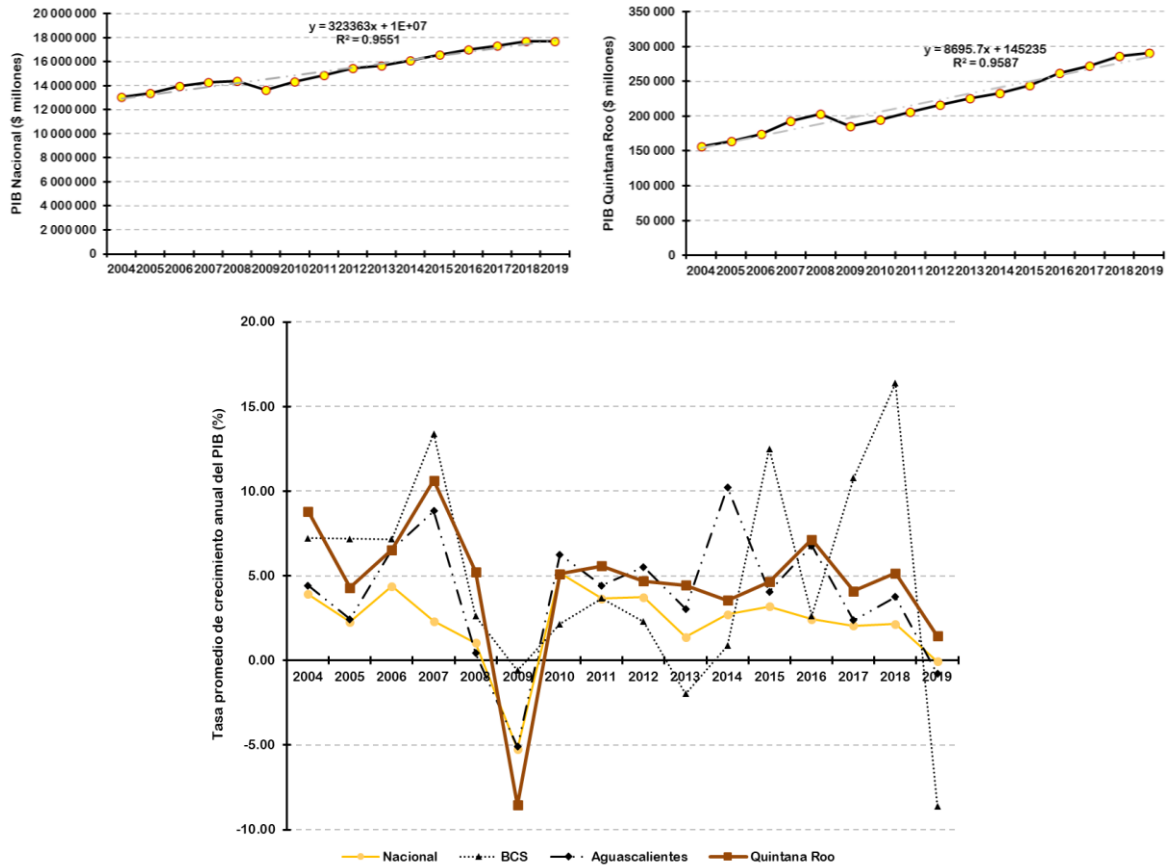 PIB Nacional ($ millones)
20 000 000
18 000 000
16 000 000
14 000 000
12 000 000
10 000 000
8 000 000
6 000 000
4 000 000
2 000 000
0
y = 323363x + 1E+07
R² = 0.9551
2004 2005 2006 2007 2008 2009 2010 2011 2012 2013 2014 2015 2016 2017 2018 2019
PIB Quintana Roo ($ millones)
350 000
300 000
250 000
200 000
150 000
100 000
50 000
0
y = 8695.7x + 145235
R² = 0.9587
2004 2005 2006 2007 2008 2009 2010 2011 2012 2013 2014 2015 2016 2017 2018 2019
Tasa promedio de crecimiento anual del PIB (%)
20.00
15.00
10.00
5.00
0.00
-5.00
-10.00
2004 2005 2006 2007 2008 2009 2010 2011 2012 2013 2014 2015 2016 2017 2018 2019
Nacional BCS Aguascalientes Quintana Roo